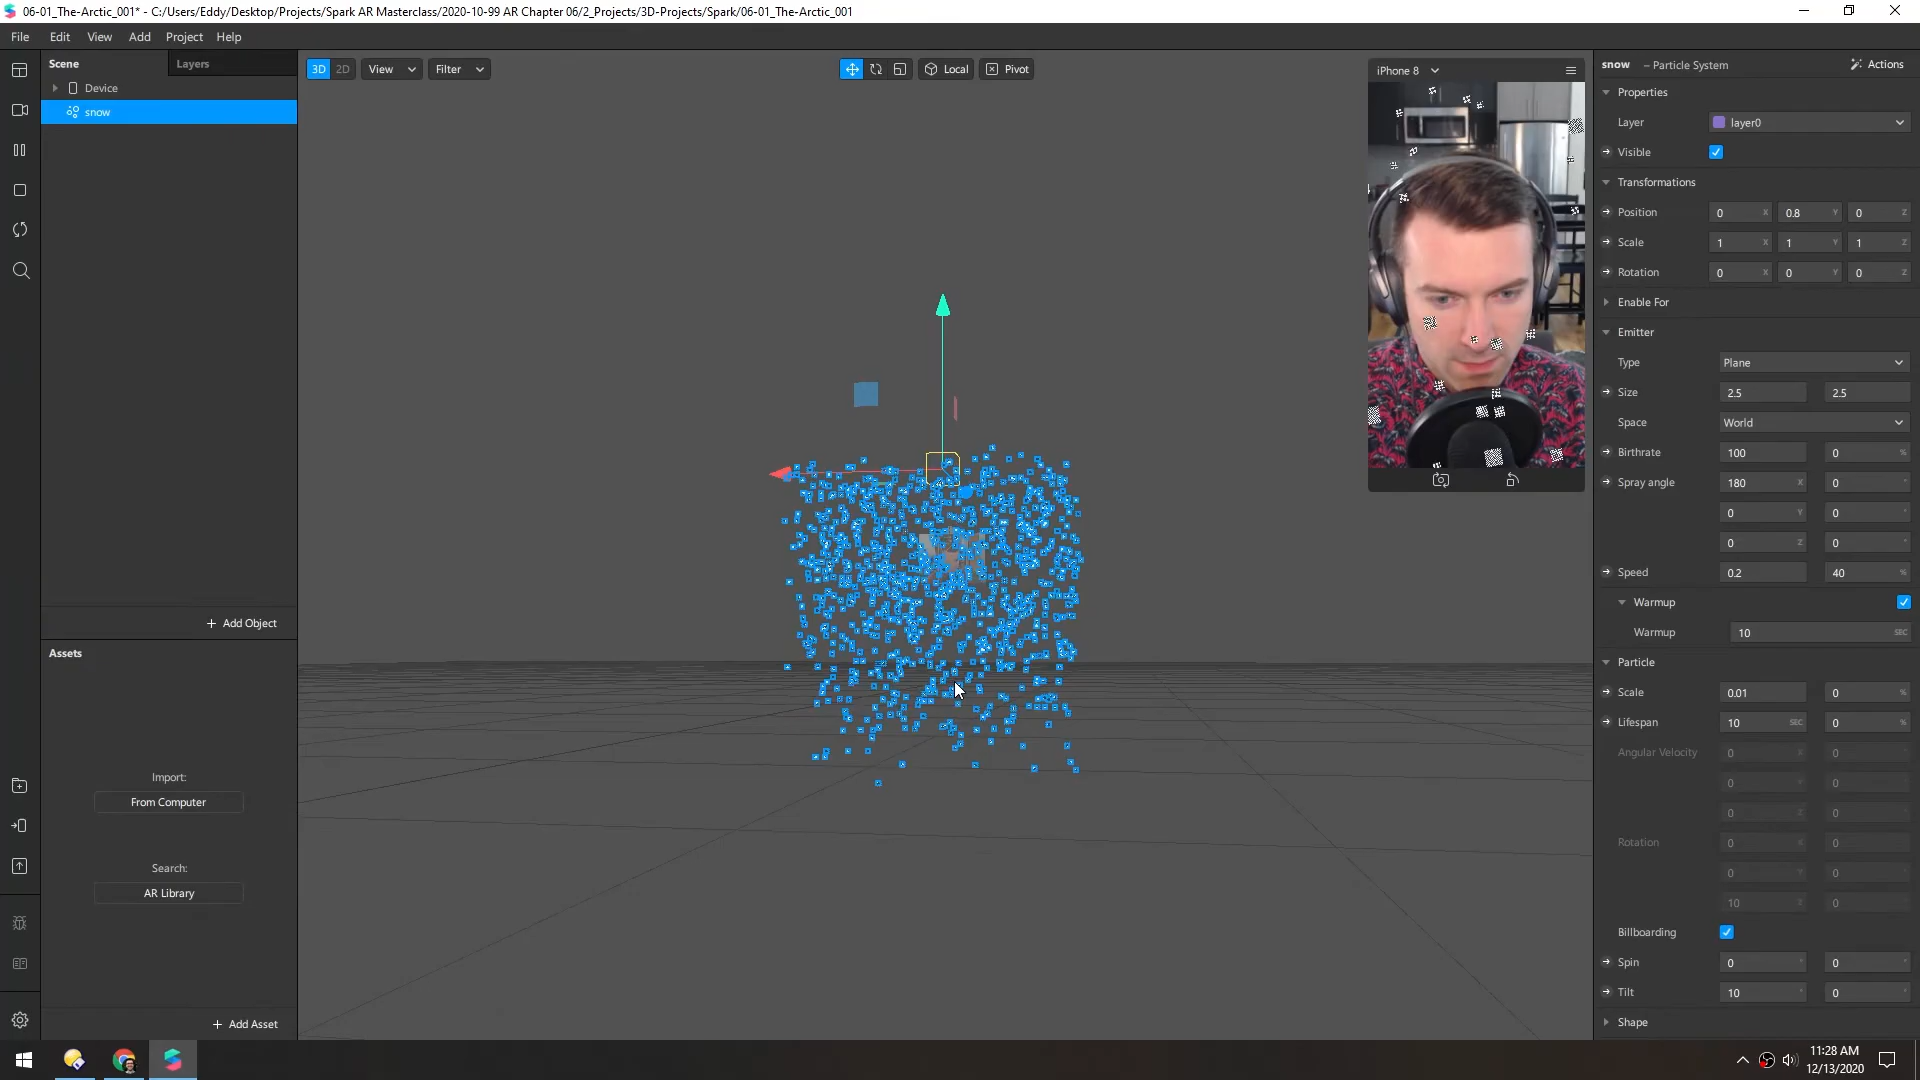 06-01_The-Arctic_001* - C:/Users/Eddy/Desktop/Projects/Spark AR Masterclass/2020-10-99 AR Chapter 06/2_Projects/3D-Projects/Spark/06-01_The-Arctic_001
File Edit View Add Project Help
Scene Layers
Device
snow
Add Object
Assets
Import:
From Computer
Search:
AR Library
Add Asset
3D 2D View Filter Local Pivot
iPhone 8
snow – Particle System Actions
Properties
Layer layer0
Visible
Transformations
Position 0 X 0.8 Y 0 Z
Scale 1 X 1 Y 1 Z
Rotation 0 X 0 Y 0 Z
Enable For
Emitter
Type Plane
Size 2.5 2.5
Space World
Birthrate 100 0 %
Spray angle 180 X 0 °
0 Y 0 °
0 Z 0 °
Speed 0.2 40 %
Warmup
Warmup 10 SEC
Particle
Scale 0.01 0 %
Lifespan 10 SEC 0 %
Angular Velocity 0 X 0 °
0 Y 0 °
0 Z 0 °
Rotation 0 X 0 °
0 Y 0 °
10 Z 0 °
Billboarding
Spin 0 ° 0 °
Tilt 10 ° 0 °
Shape
11:28 AM
12/13/2020